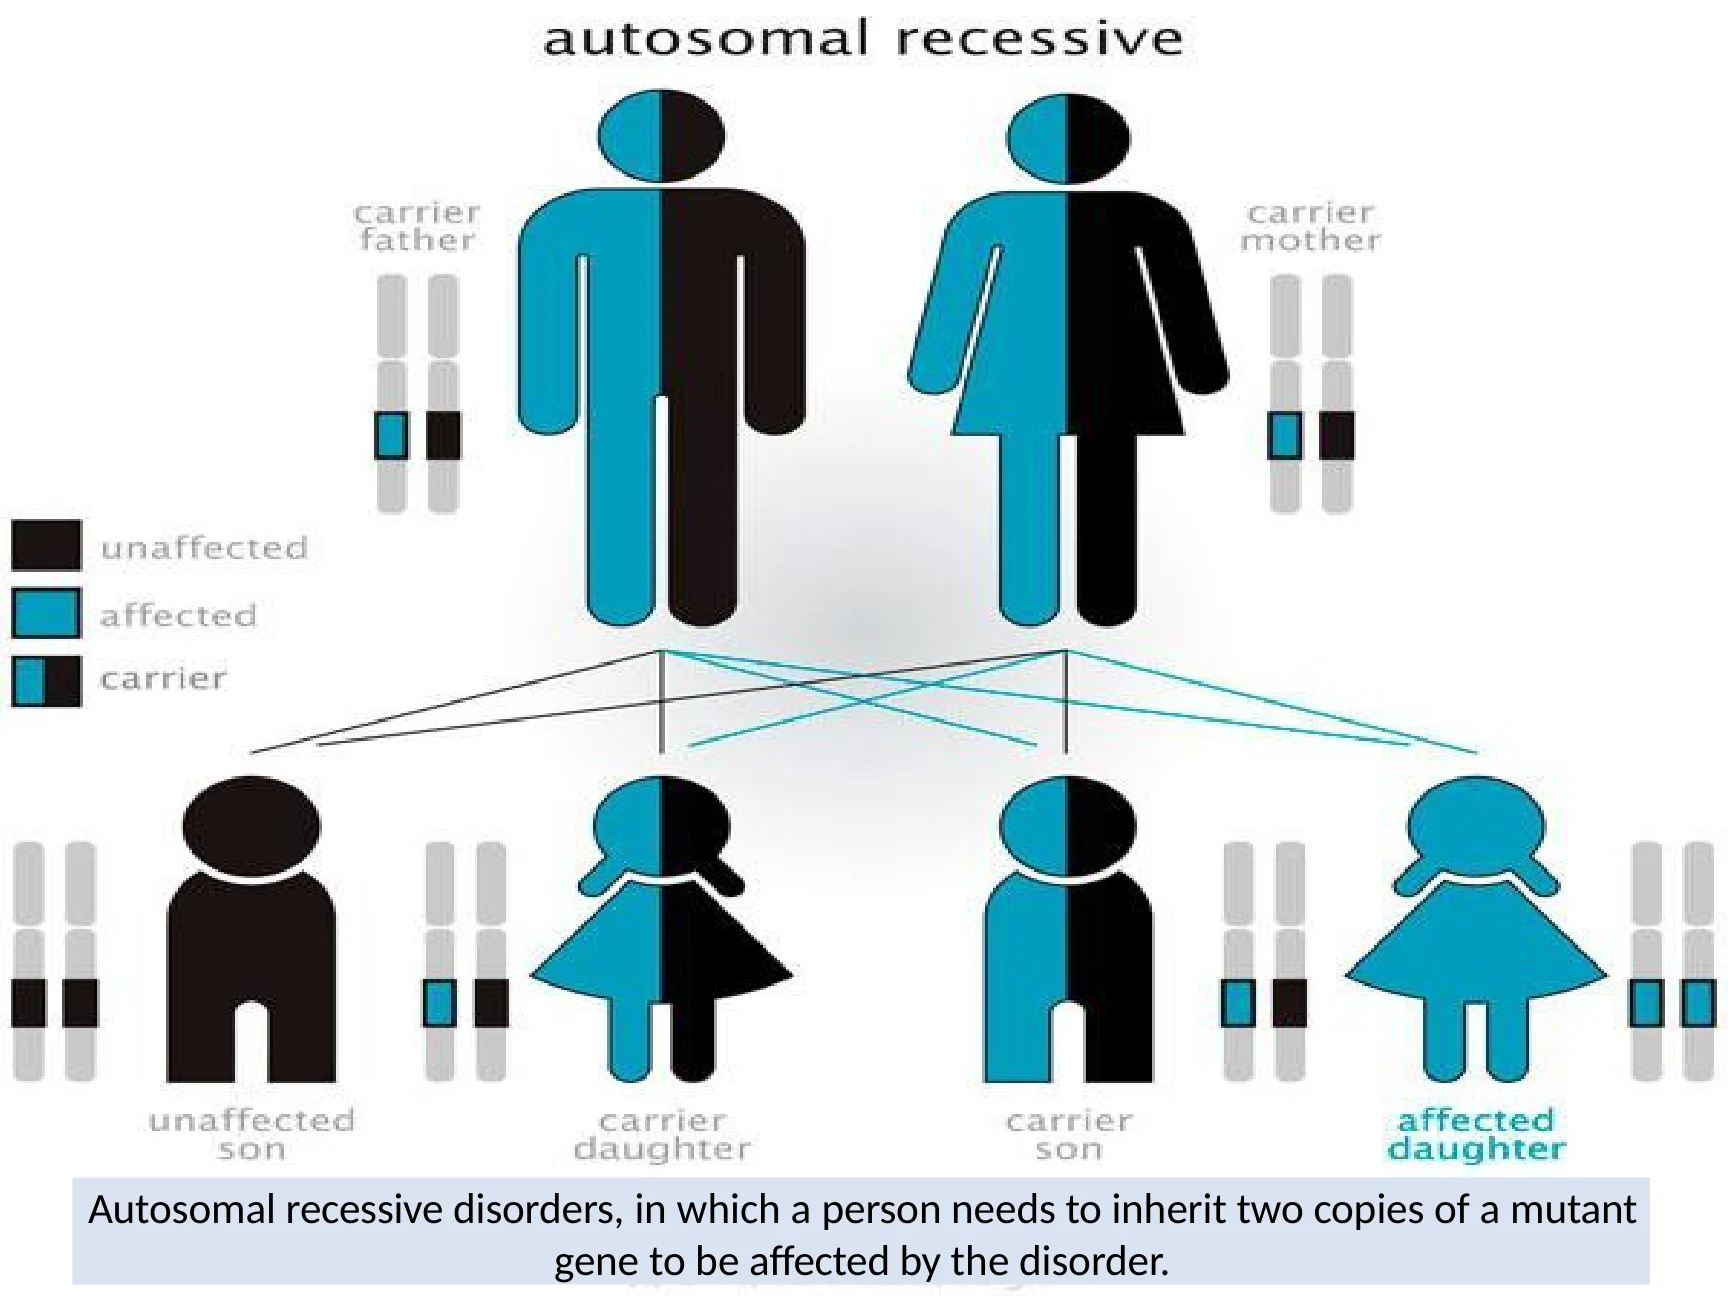 autosomal recessive
carrier
father
carrier
mother
unaffected
affected
carrier
unaffected
son
carrier
daughter
carrier
son
affected
daughter
Autosomal recessive disorders, in which a person needs to inherit two copies of a mutant
gene to be affected by the disorder.